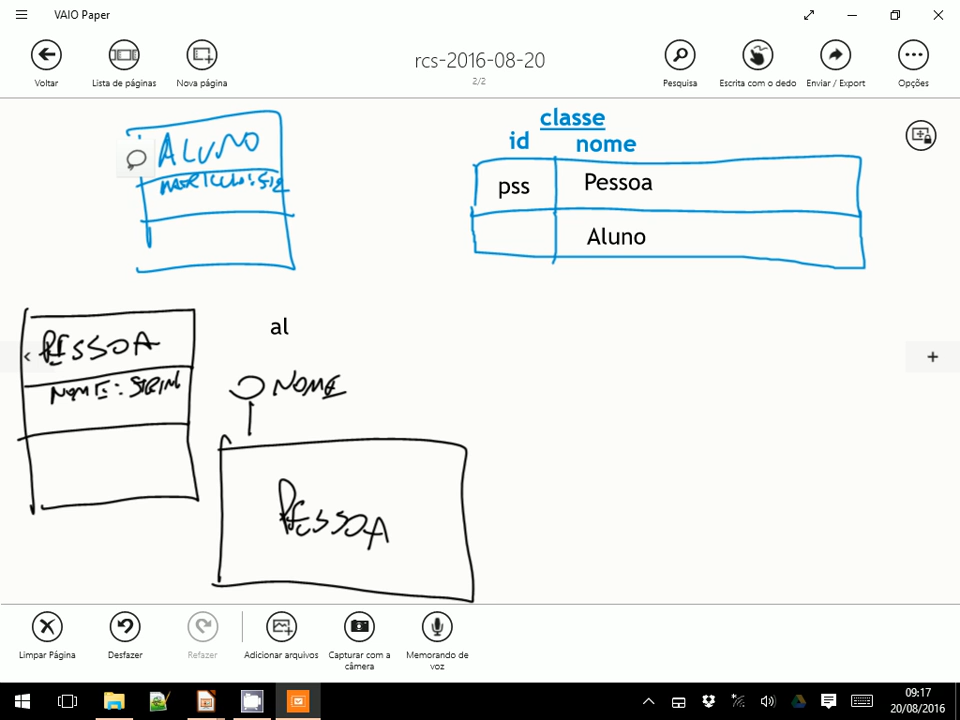 VAIO Paper
Voltar
Lista de páginas
Nova página
rcs-2016-08-20
2/2
Pesquisa
Escrita com o dedo
Enviar / Export
Opções
ALUNO
classe
id
nome
pss
Pessoa
Aluno
PESSOA
NOME: STRIN
al
NOME
PESSOA
Limpar Página
Desfazer
Refazer
Adicionar arquivos
Capturar com a
câmera
Memorando de
voz
09:17
20/08/2016